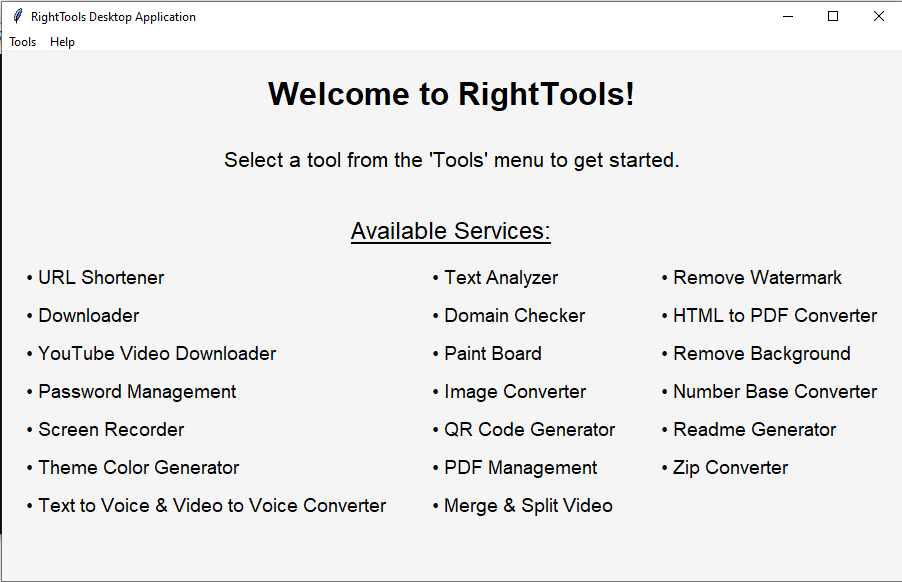 RightTools Desktop Application
Tools Help
Welcome to RightTools!
Select a tool from the 'Tools' menu to get started.
Available Services:
• URL Shortener
• Downloader
• YouTube Video Downloader
• Password Management
• Screen Recorder
• Theme Color Generator
• Text to Voice & Video to Voice Converter
• Text Analyzer
• Domain Checker
• Paint Board
• Image Converter
• QR Code Generator
• PDF Management
• Merge & Split Video
• Remove Watermark
• HTML to PDF Converter
• Remove Background
• Number Base Converter
• Readme Generator
• Zip Converter